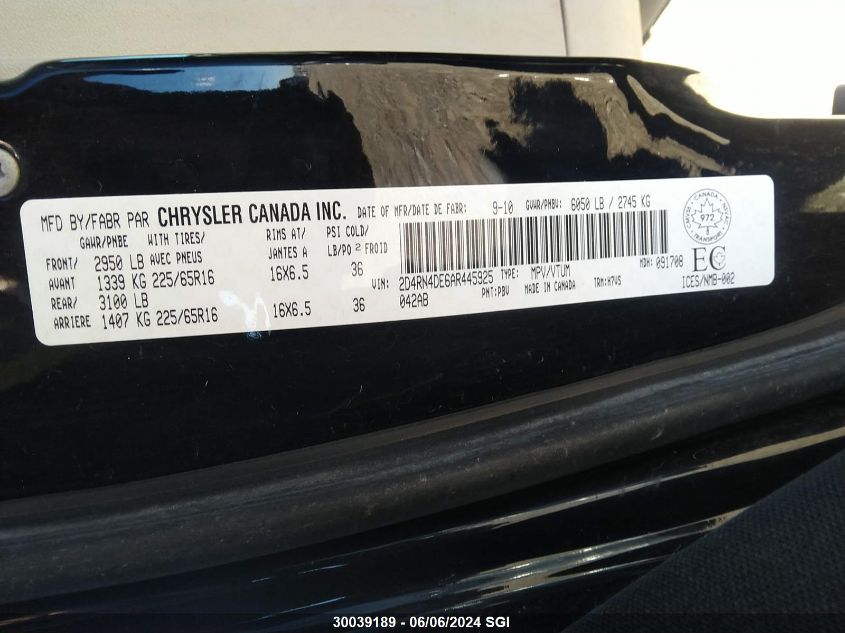 MFD BY/FABR PAR CHRYSLER CANADA INC. DATE OF MFR/DATE DE FABR: 9-10 GVWR/PNBV: 6050 LB / 2745 KG
GAWR/PNBE WITH TIRES/ RIMS AT/ PSI COLD/
FRONT/ 2950 LB AVEC PNEUS JANTES A LB/PO² FROID
AVANT 1339 KG 225/65R16 16X6.5 36
REAR/ 3100 LB
ARRIERE 1407 KG 225/65R16 16X6.5 36
VIN: 2D4RN4DE6AR445925 TYPE: MPV/VTUM MDH: 091708
042AB PNT:PBV MADE IN CANADA TRM:H7VS
CANADA
972
TRANSPORT
EC
ICES/NMB-002
30039189 - 06/06/2024 SGI